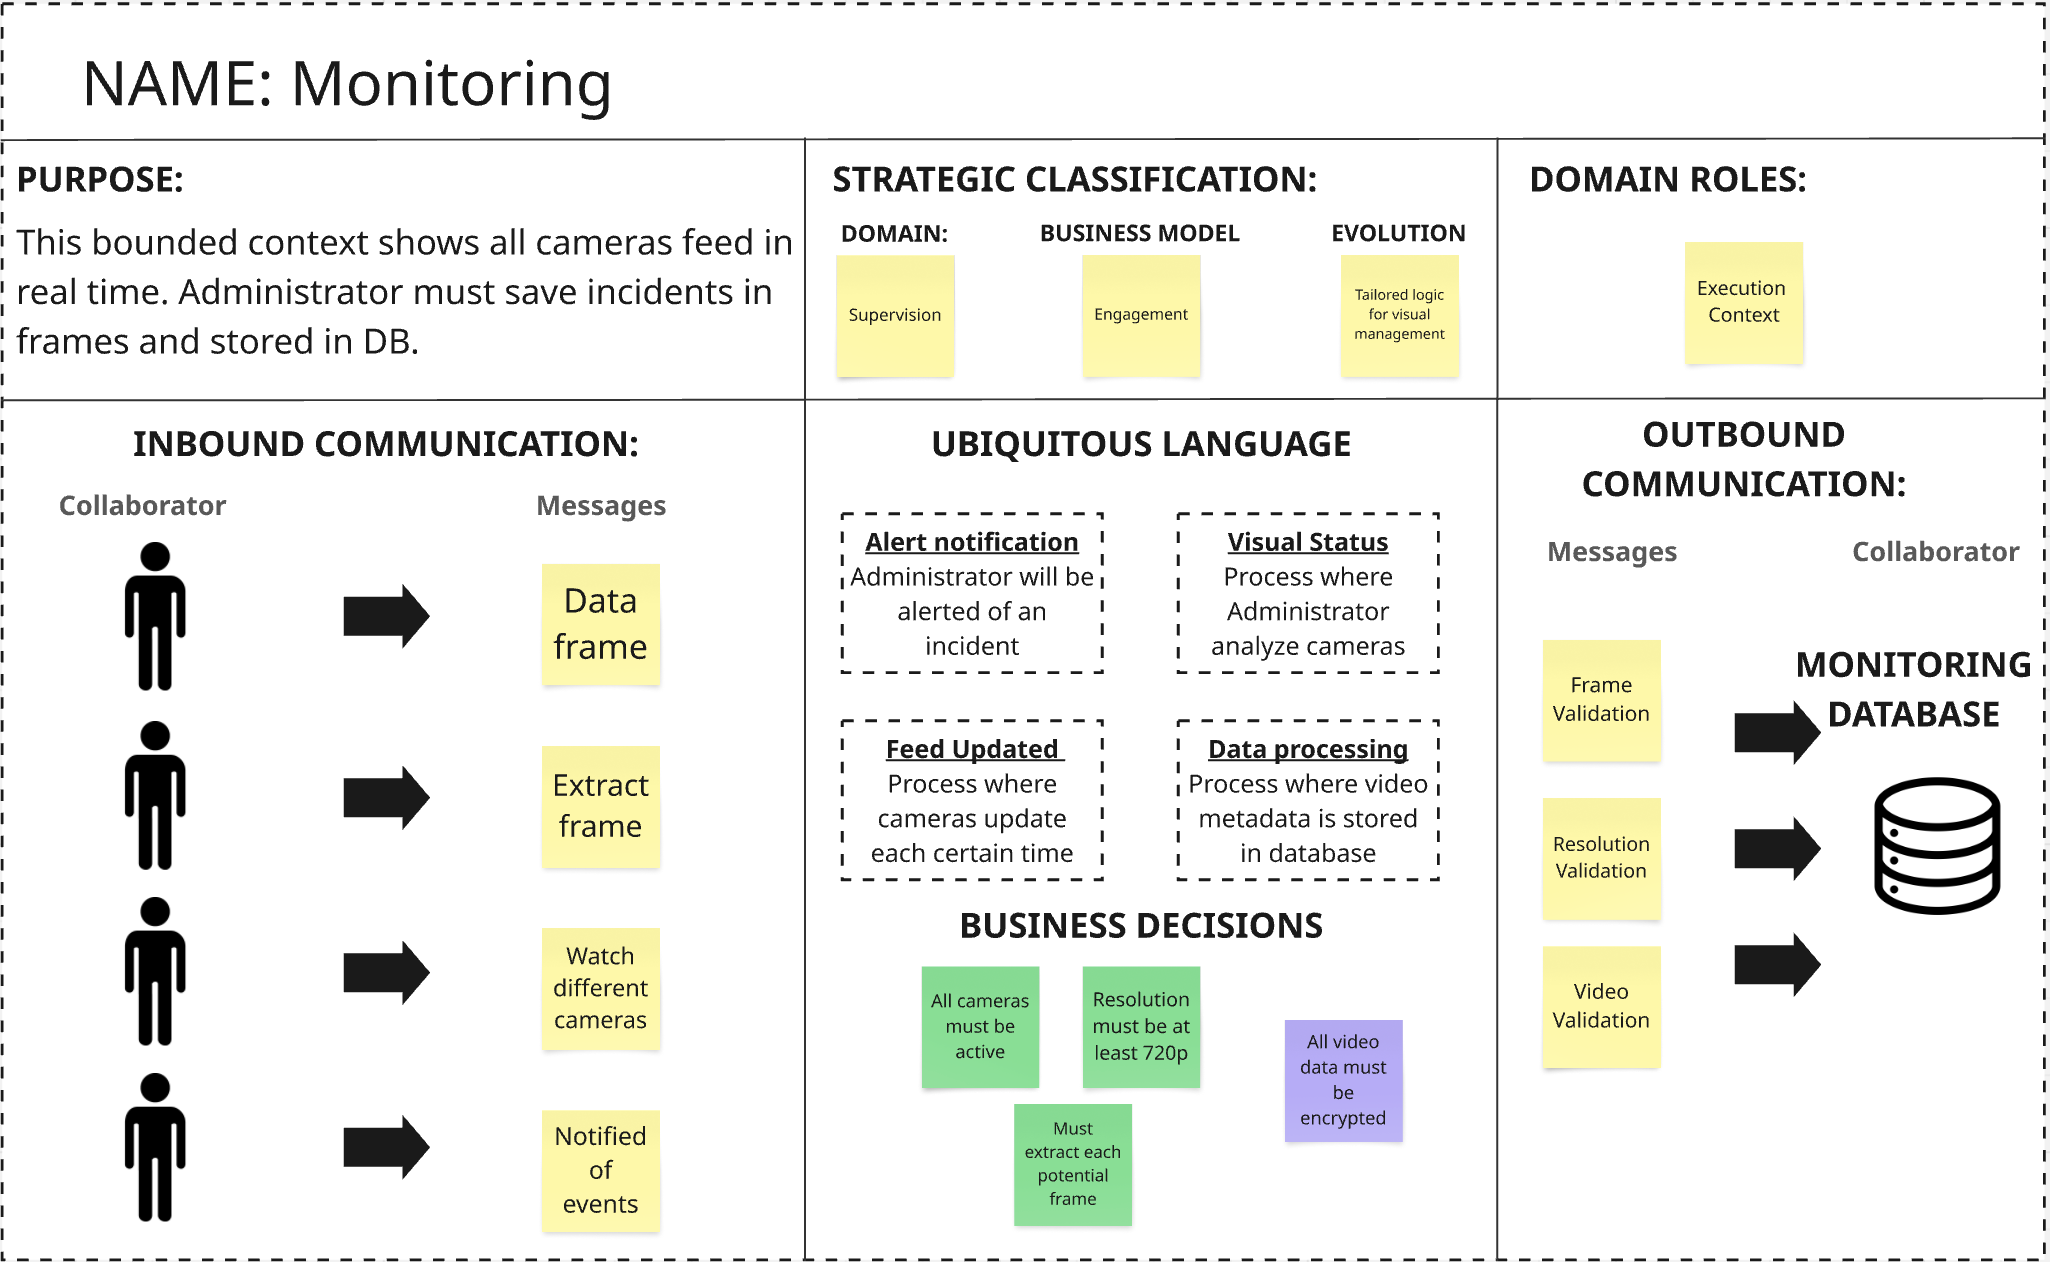 NAME: Monitoring
PURPOSE:
This bounded context shows all cameras feed in
real time. Administrator must save incidents in
frames and stored in DB.
STRATEGIC CLASSIFICATION:
DOMAIN:
Supervision
BUSINESS MODEL
Engagement
EVOLUTION
Tailored logic
for visual
management
DOMAIN ROLES:
Execution
Context
INBOUND COMMUNICATION:
Collaborator
Messages
Data
frame
Extract
frame
Watch
different
cameras
Notified
of
events
UBIQUITOUS LANGUAGE
Alert notification
Administrator will be
alerted of an
incident
Visual Status
Process where
Administrator
analyze cameras
Feed Updated
Process where
cameras update
each certain time
Data processing
Process where video
metadata is stored
in database
BUSINESS DECISIONS
All cameras
must be
active
Resolution
must be at
least 720p
Must
extract each
potential
frame
All video
data must
be
encrypted
OUTBOUND
COMMUNICATION:
Messages
Collaborator
Frame
Validation
Resolution
Validation
Video
Validation
MONITORING
DATABASE